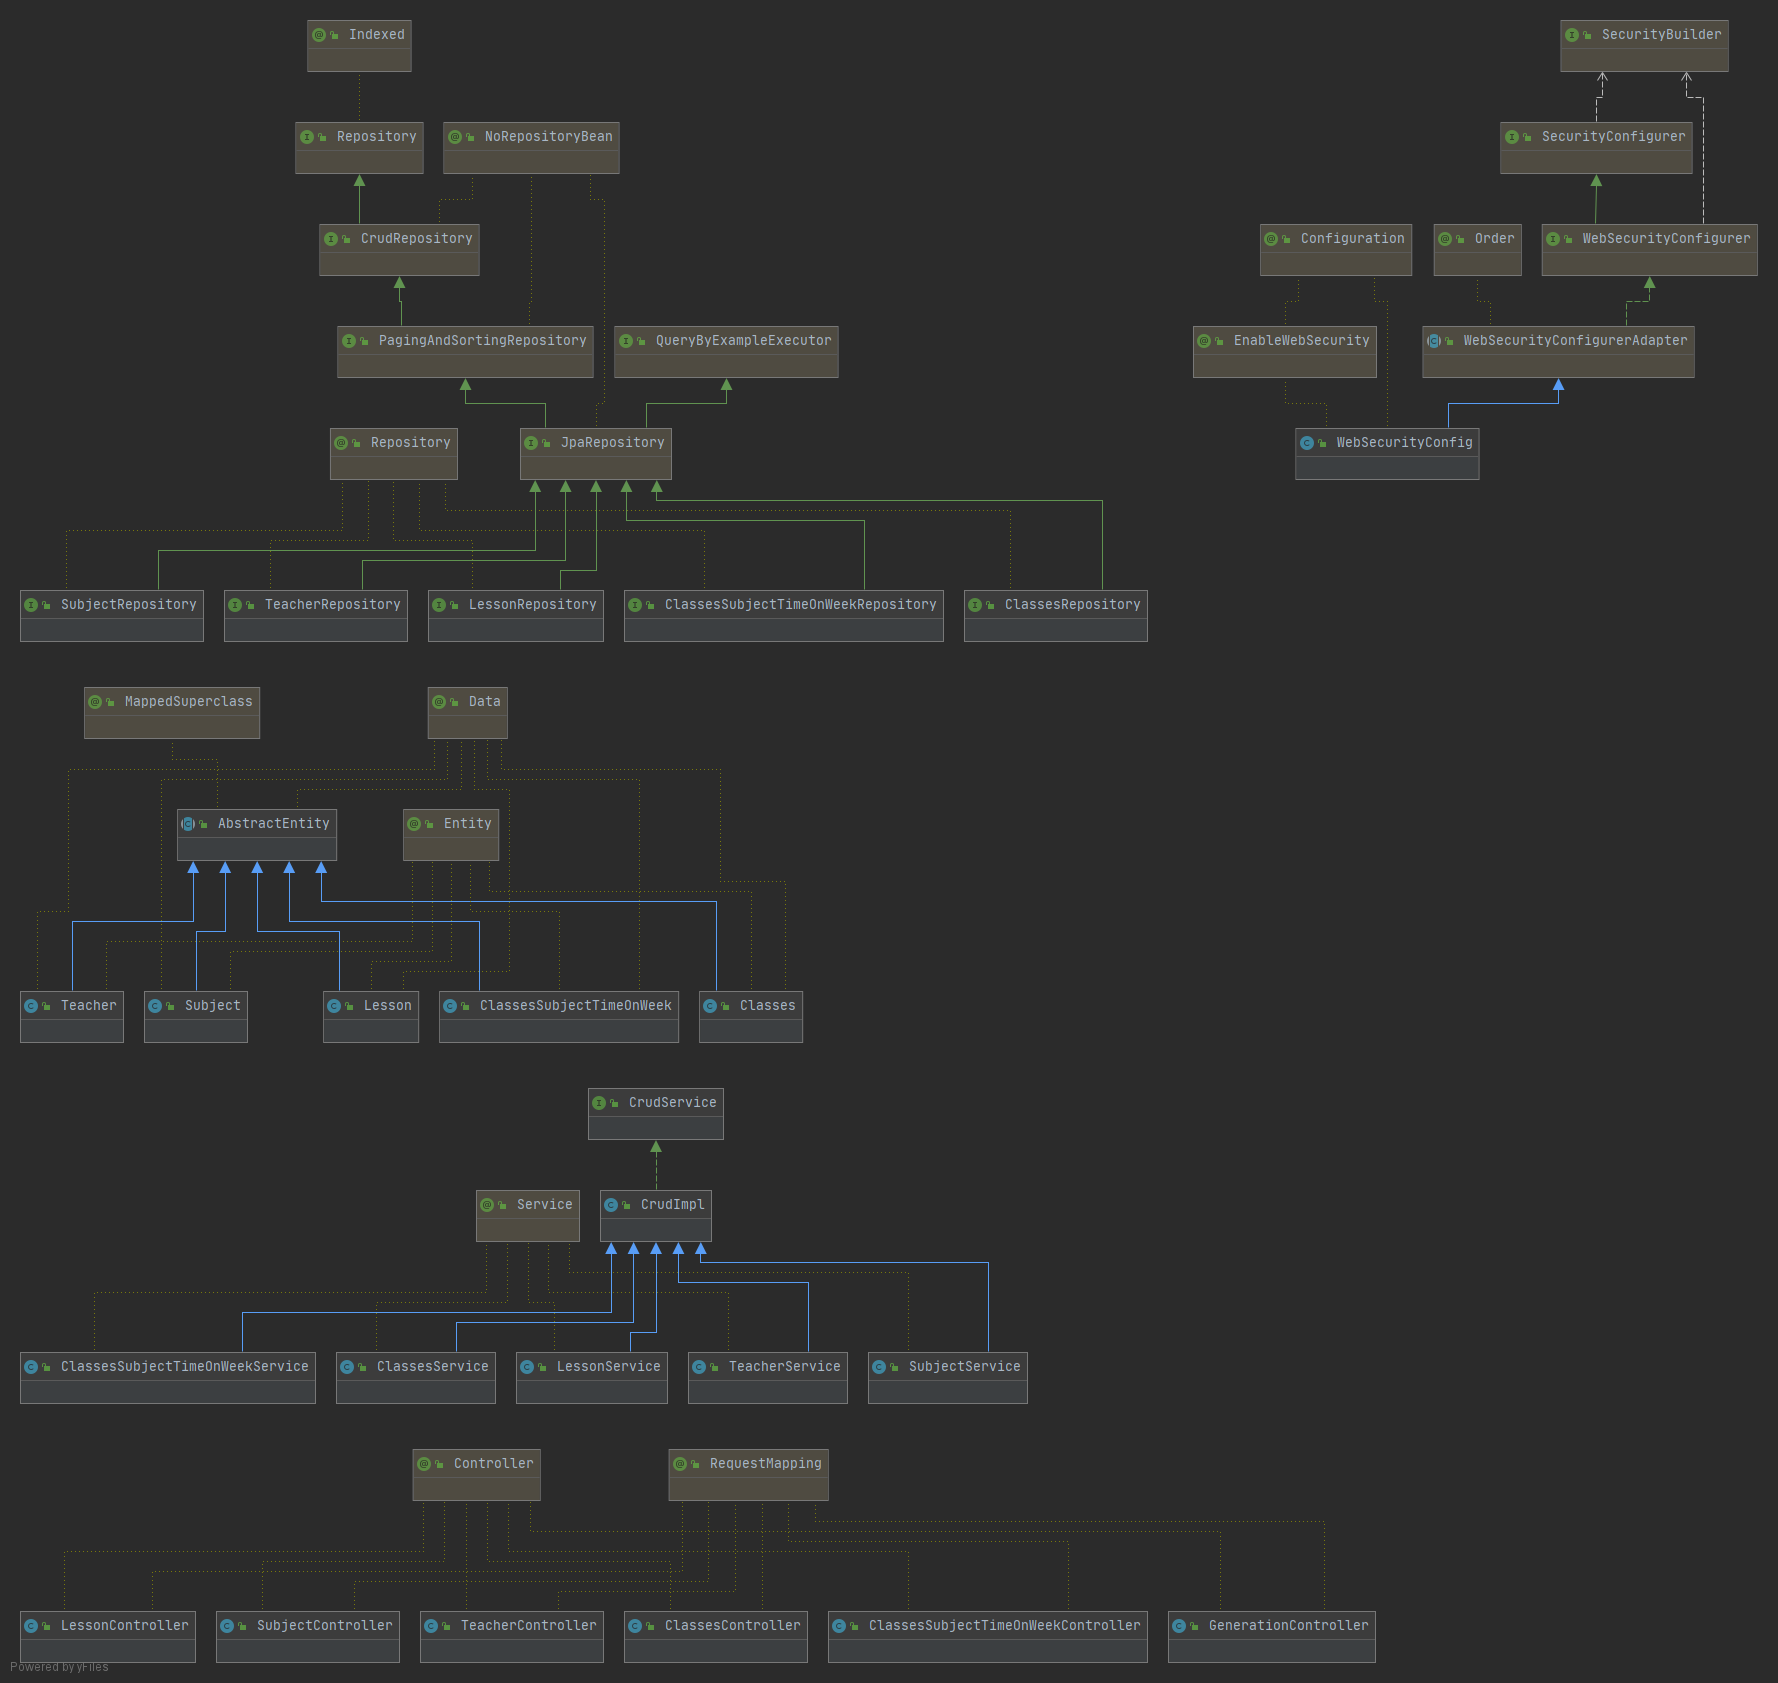 Indexed
SecurityBuilder
Repository
NoRepositoryBean
SecurityConfigurer
CrudRepository
Configuration
Order
WebSecurityConfigurer
PagingAndSortingRepository
QueryByExampleExecutor
EnableWebSecurity
WebSecurityConfigurerAdapter
Repository
JpaRepository
WebSecurityConfig
SubjectRepository
TeacherRepository
LessonRepository
ClassesSubjectTimeOnWeekRepository
ClassesRepository
MappedSuperclass
Data
AbstractEntity
Entity
Teacher
Subject
Lesson
ClassesSubjectTimeOnWeek
Classes
CrudService
Service
CrudImpl
ClassesSubjectTimeOnWeekService
ClassesService
LessonService
TeacherService
SubjectService
Controller
RequestMapping
LessonController
SubjectController
TeacherController
ClassesController
ClassesSubjectTimeOnWeekController
GenerationController
Powered by yFiles